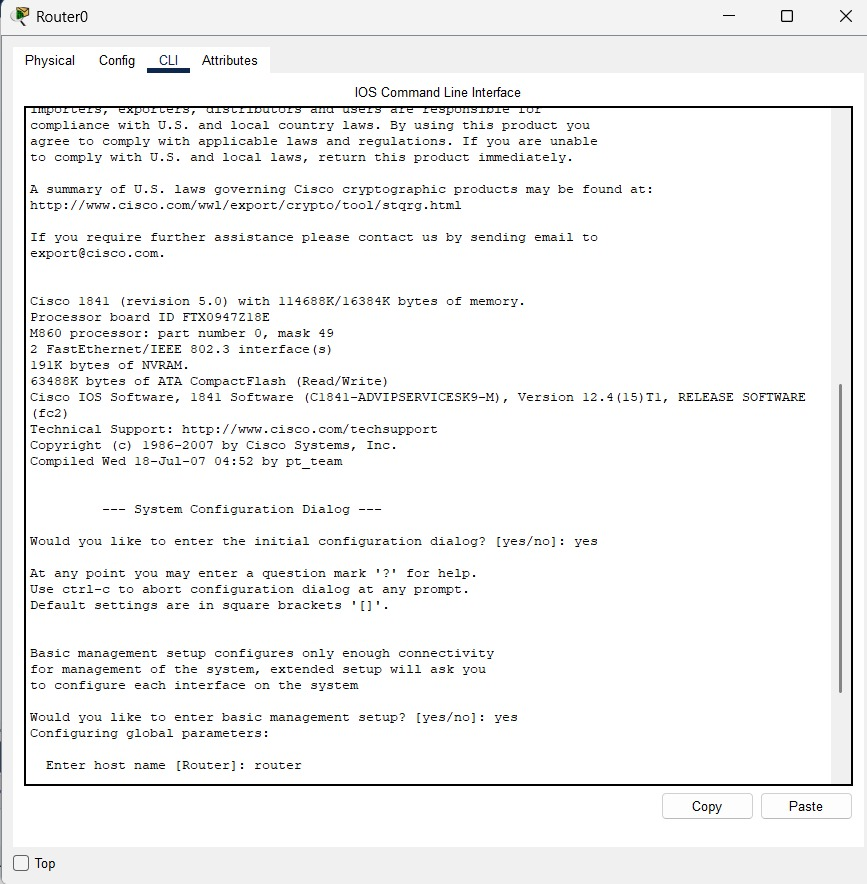 Router0
Physical Config CLI Attributes
IOS Command Line Interface
importers, exporters, distributors and users are responsible for
compliance with U.S. and local country laws. By using this product you
agree to comply with applicable laws and regulations. If you are unable
to comply with U.S. and local laws, return this product immediately.
A summary of U.S. laws governing Cisco cryptographic products may be found at:
http://www.cisco.com/wwl/export/crypto/tool/stqrg.html
If you require further assistance please contact us by sending email to
export@cisco.com.
Cisco 1841 (revision 5.0) with 114688K/16384K bytes of memory.
Processor board ID FTX0947Z18E
M860 processor: part number 0, mask 49
2 FastEthernet/IEEE 802.3 interface(s)
191K bytes of NVRAM.
63488K bytes of ATA CompactFlash (Read/Write)
Cisco IOS Software, 1841 Software (C1841-ADVIPSERVICESK9-M), Version 12.4(15)T1, RELEASE SOFTWARE
(fc2)
Technical Support: http://www.cisco.com/techsupport
Copyright (c) 1986-2007 by Cisco Systems, Inc.
Compiled Wed 18-Jul-07 04:52 by pt_team
--- System Configuration Dialog ---
Would you like to enter the initial configuration dialog? [yes/no]: yes
At any point you may enter a question mark '?' for help.
Use ctrl-c to abort configuration dialog at any prompt.
Default settings are in square brackets '[]'.
Basic management setup configures only enough connectivity
for management of the system, extended setup will ask you
to configure each interface on the system
Would you like to enter basic management setup? [yes/no]: yes
Configuring global parameters:
Enter host name [Router]: router
Copy Paste
Top